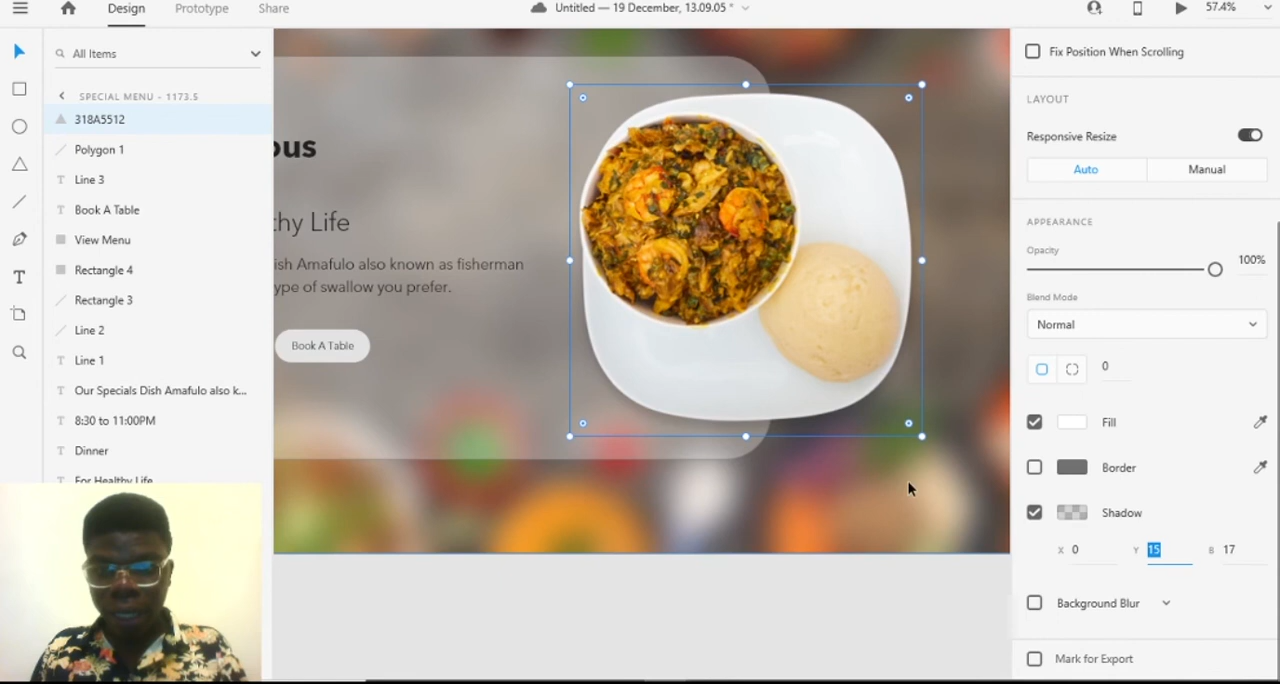 Design Prototype Share
Untitled — 19 December, 13.09.05 *
57.4%
All Items
SPECIAL MENU - 1173.5
318A5512
Polygon 1
Line 3
Book A Table
View Menu
Rectangle 4
Rectangle 3
Line 2
Line 1
Our Specials Dish Amafulo also k...
8:30 to 11:00PM
Dinner
For Healthy Life
ous
thy Life
ish Amafulo also known as fisherman
ype of swallow you prefer.
Book A Table
Fix Position When Scrolling
LAYOUT
Responsive Resize
Auto Manual
APPEARANCE
Opacity
100%
Blend Mode
Normal
0
Fill
Border
Shadow
X 0 Y 15 B 17
Background Blur
Mark for Export